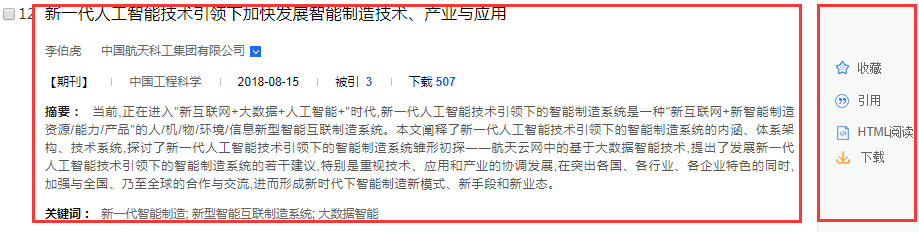 12 新一代人工智能技术引领下加快发展智能制造技术、产业与应用
李伯虎 中国航天科工集团有限公司
【期刊】 中国工程科学 2018-08-15 被引 3 下载 507
摘要： 当前,正在进入"新互联网+大数据+人工智能+"时代,新一代人工智能技术引领下的智能制造系统是一种"新互联网+新智能制造
资源/能力/产品"的人/机/物/环境/信息新型智能互联制造系统。本文阐释了新一代人工智能技术引领下的智能制造系统的内涵、体系架
构、技术系统,探讨了新一代人工智能技术引领下的智能制造系统雏形初探——航天云网中的基于大数据智能技术,提出了发展新一代
人工智能技术引领下的智能制造系统的若干建议,特别是重视技术、应用和产业的协调发展,在突出各国、各行业、各企业特色的同时,
加强与全国、乃至全球的合作与交流,进而形成新时代下智能制造新模式、新手段和新业态。
关键词： 新一代智能制造; 新型智能互联制造系统; 大数据智能
收藏
引用
HTML阅读
下载